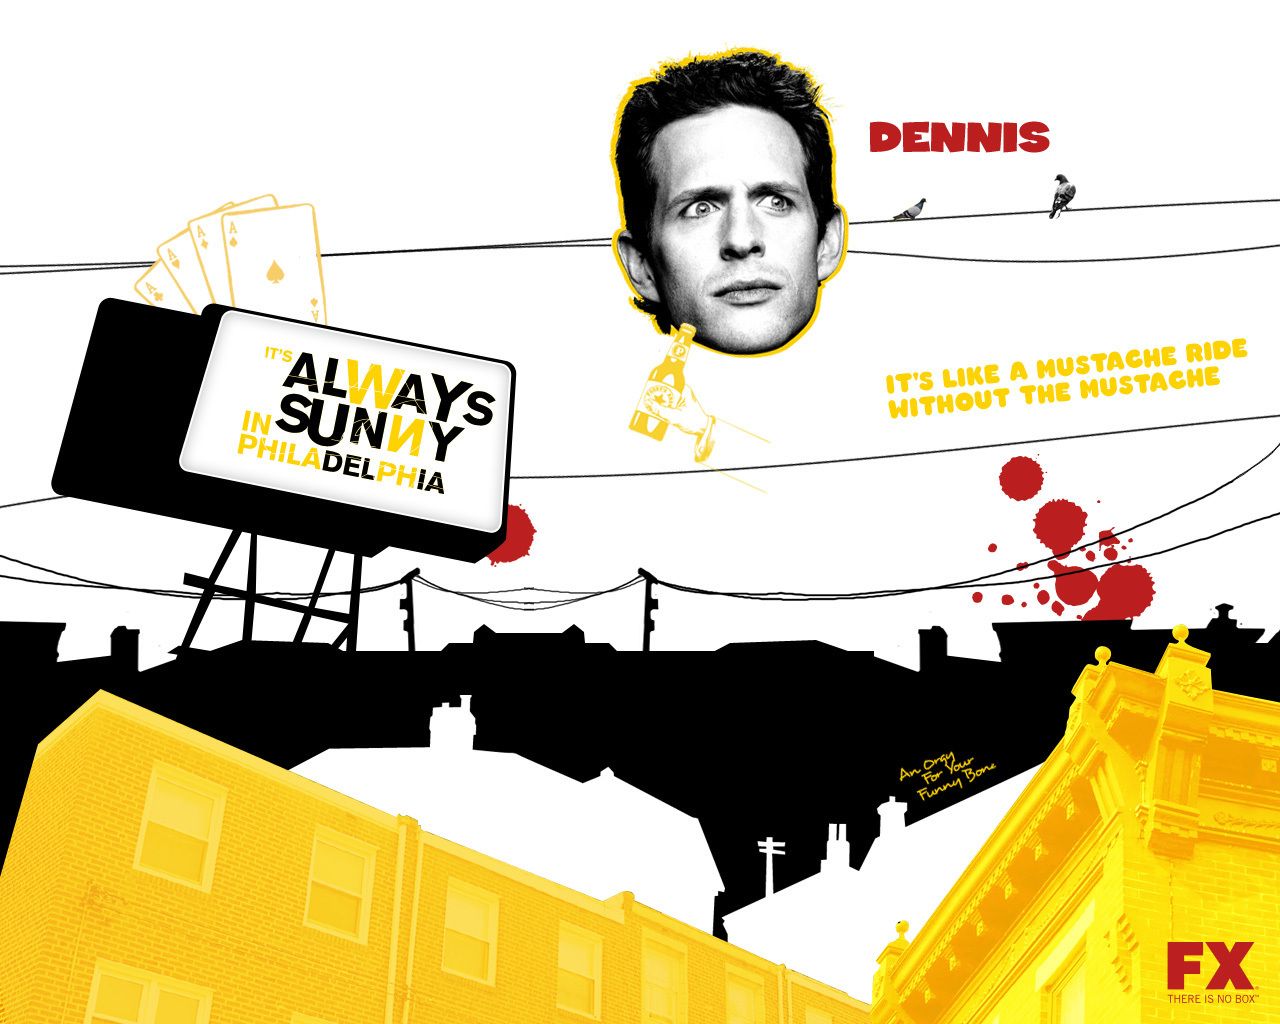 DENNIS
A
A
A
A
IT'S
ALWAYS
IN SUNNY
PHILADELPHIA
IT'S LIKE A MUSTACHE RIDE
WITHOUT THE MUSTACHE
An Orgy
For Your
Funny Bone
FX
THERE IS NO BOX